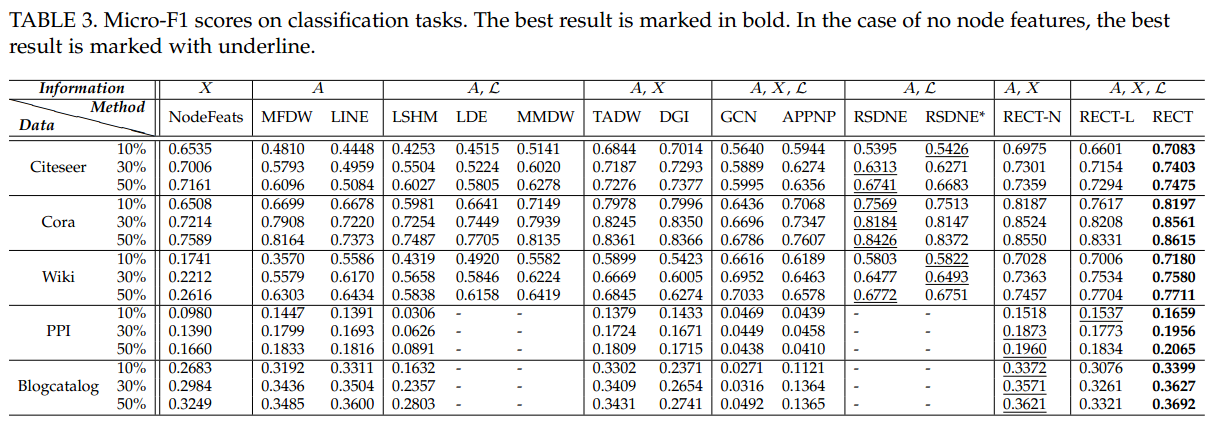 TABLE 3. Micro-F1 scores on classification tasks. The best result is marked in bold. In the case of no node features, the best
result is marked with underline.
Information X A A, ℒ A, X A, X, ℒ A, ℒ A, X A, X, ℒ
Method
Data
NodeFeats MFDW LINE LSHM LDE MMDW TADW DGI GCN APPNP RSDNE RSDNE* RECT-N RECT-L RECT
10% 0.6535 0.4810 0.4448 0.4253 0.4515 0.5141 0.6844 0.7014 0.5640 0.5944 0.5395 0.5426 0.6975 0.6601 0.7083
Citeseer 30% 0.7006 0.5793 0.4959 0.5504 0.5224 0.6020 0.7187 0.7293 0.5889 0.6274 0.6313 0.6271 0.7301 0.7154 0.7403
50% 0.7161 0.6096 0.5084 0.6027 0.5805 0.6278 0.7276 0.7377 0.5995 0.6356 0.6741 0.6683 0.7359 0.7294 0.7475
10% 0.6508 0.6699 0.6678 0.5981 0.6641 0.7149 0.7978 0.7996 0.6436 0.7068 0.7569 0.7513 0.8187 0.7617 0.8197
Cora 30% 0.7214 0.7908 0.7220 0.7254 0.7449 0.7939 0.8245 0.8350 0.6696 0.7347 0.8184 0.8147 0.8524 0.8208 0.8561
50% 0.7589 0.8164 0.7373 0.7487 0.7705 0.8135 0.8361 0.8366 0.6786 0.7607 0.8426 0.8372 0.8550 0.8331 0.8615
10% 0.1741 0.3570 0.5586 0.4319 0.4920 0.5582 0.5899 0.5423 0.6616 0.6189 0.5803 0.5822 0.7028 0.7006 0.7180
Wiki 30% 0.2212 0.5579 0.6170 0.5658 0.5846 0.6224 0.6669 0.6005 0.6952 0.6463 0.6477 0.6493 0.7363 0.7534 0.7580
50% 0.2616 0.6303 0.6434 0.5838 0.6158 0.6419 0.6845 0.6274 0.7033 0.6578 0.6772 0.6751 0.7457 0.7704 0.7711
10% 0.0980 0.1447 0.1391 0.0306 - - 0.1379 0.1433 0.0469 0.0439 - - 0.1518 0.1537 0.1659
PPI 30% 0.1390 0.1799 0.1693 0.0626 - - 0.1724 0.1671 0.0449 0.0458 - - 0.1873 0.1773 0.1956
50% 0.1660 0.1833 0.1816 0.0891 - - 0.1809 0.1715 0.0438 0.0410 - - 0.1960 0.1834 0.2065
10% 0.2683 0.3192 0.3311 0.1632 - - 0.3302 0.2371 0.0271 0.1121 - - 0.3372 0.3076 0.3399
Blogcatalog 30% 0.2984 0.3436 0.3504 0.2357 - - 0.3409 0.2654 0.0316 0.1364 - - 0.3571 0.3261 0.3627
50% 0.3249 0.3485 0.3600 0.2803 - - 0.3431 0.2741 0.0492 0.1365 - - 0.3621 0.3321 0.3692